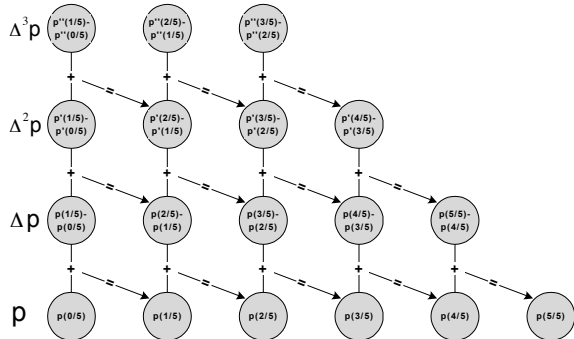 Δ³p
p''(1/5)-
p''(0/5)
p''(2/5)-
p''(1/5)
p''(3/5)-
p''(2/5)
+ = + = + =
Δ²p
p'(1/5)-
p'(0/5)
p'(2/5)-
p'(1/5)
p'(3/5)-
p'(2/5)
p'(4/5)-
p'(3/5)
+ = + = + = + =
Δp
p(1/5)-
p(0/5)
p(2/5)-
p(1/5)
p(3/5)-
p(2/5)
p(4/5)-
p(3/5)
p(5/5)-
p(4/5)
+ = + = + = + = + =
p
p(0/5)
p(1/5)
p(2/5)
p(3/5)
p(4/5)
p(5/5)